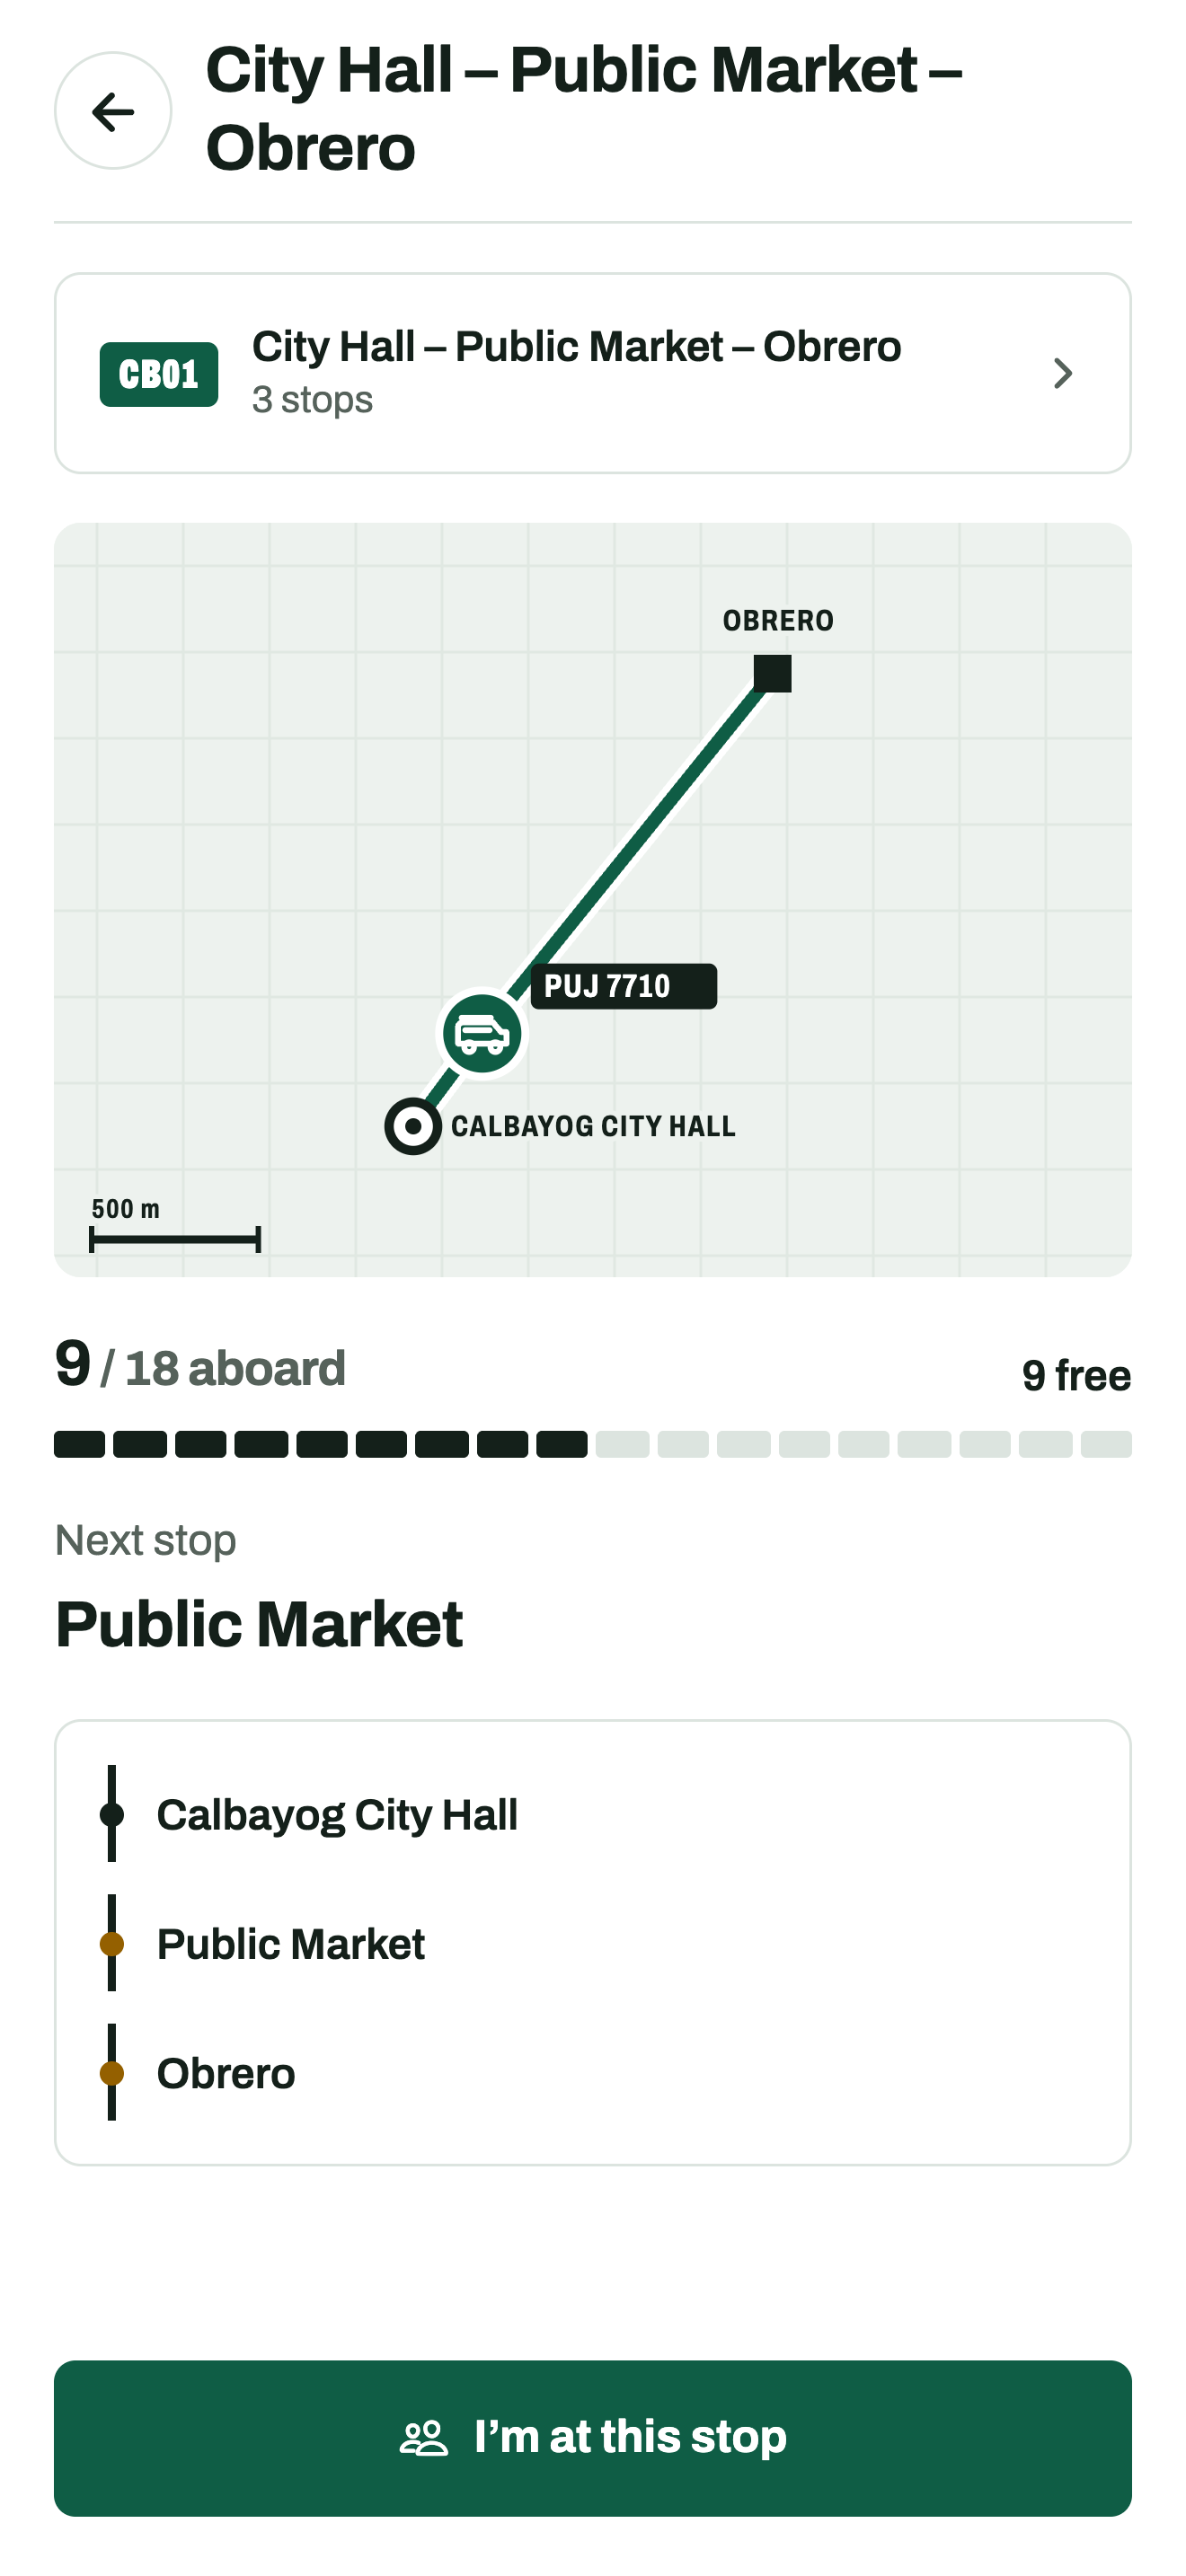 City Hall – Public Market –
Obrero
CB01
City Hall – Public Market – Obrero
3 stops
OBRERO
PUJ 7710
CALBAYOG CITY HALL
500 m
9 / 18 aboard
9 free
Next stop
Public Market
Calbayog City Hall
Public Market
Obrero
I’m at this stop